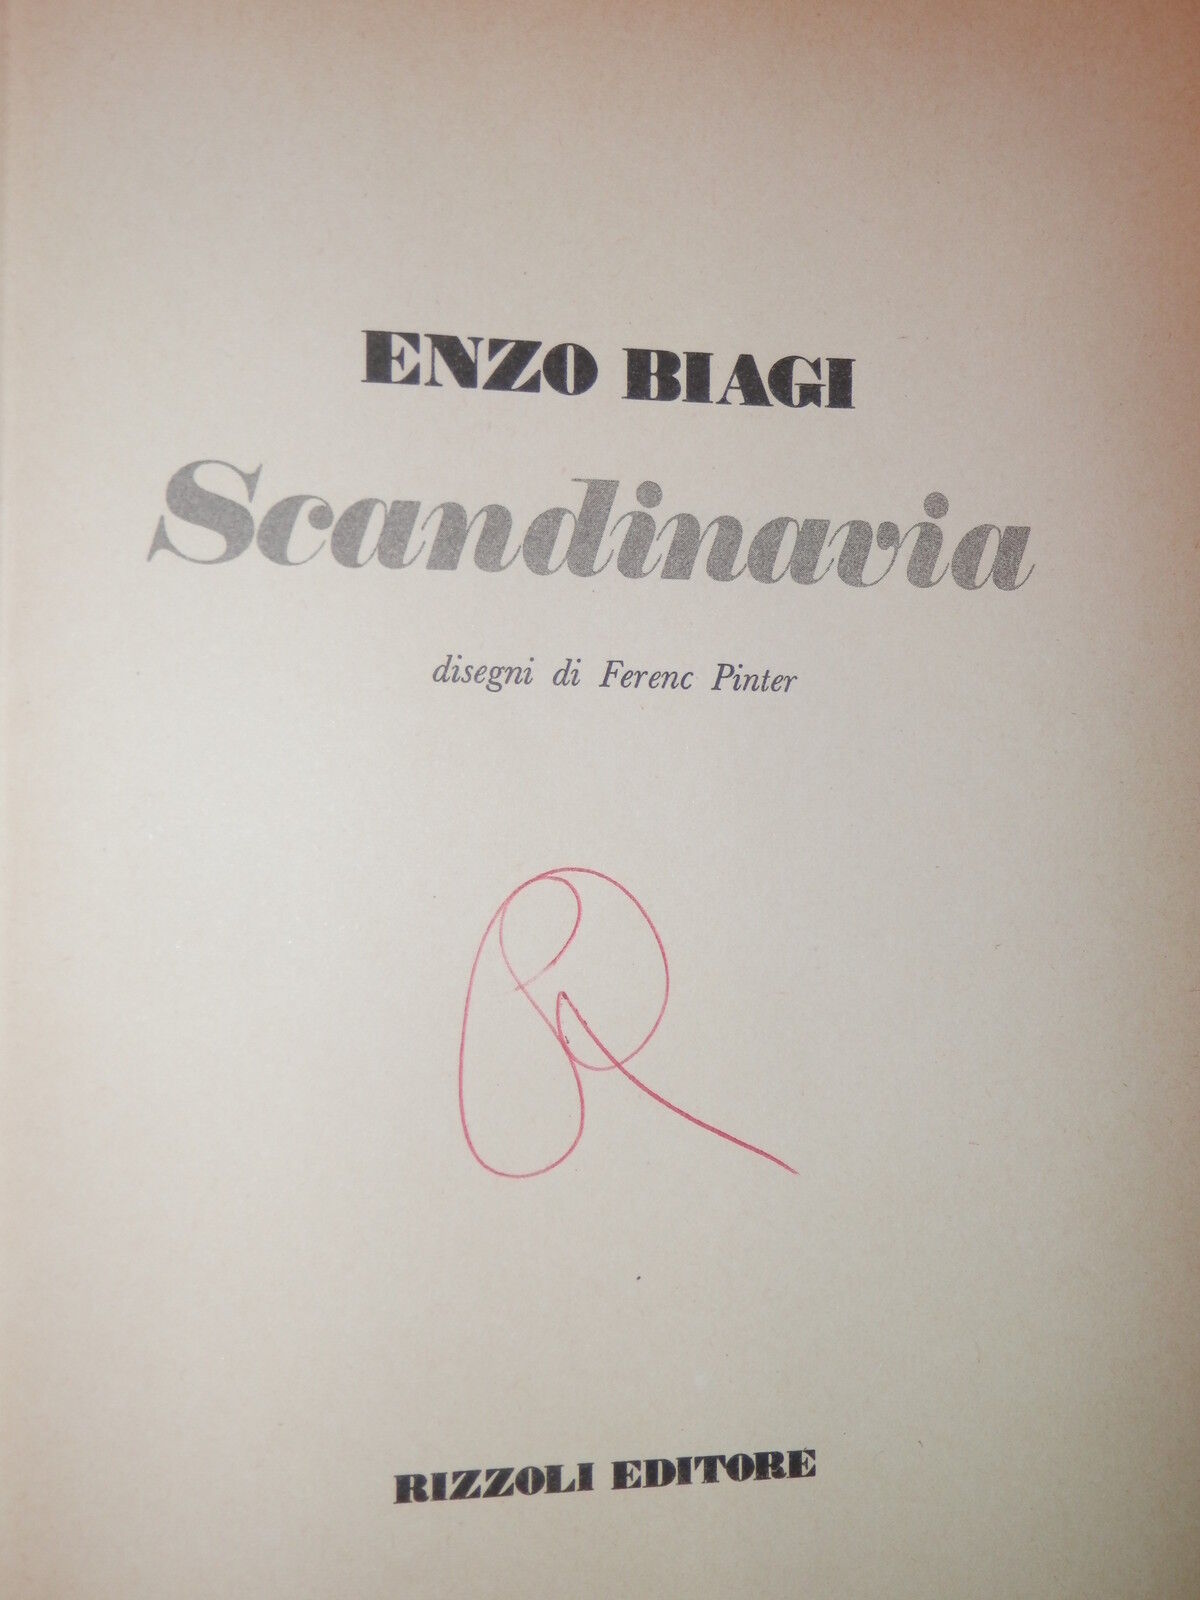 ENZO BIAGI
Scandinavia
disegni di Ferenc Pinter
RIZZOLI EDITORE